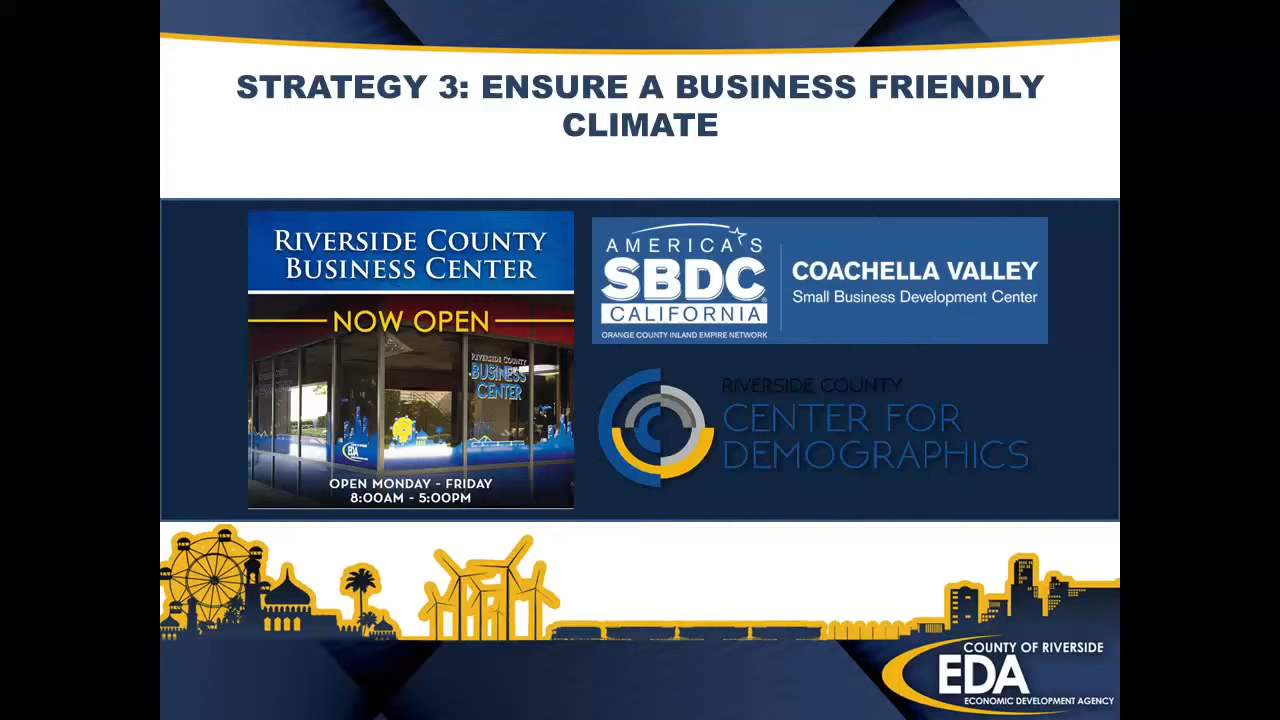 STRATEGY 3: ENSURE A BUSINESS FRIENDLY
CLIMATE
RIVERSIDE COUNTY
BUSINESS CENTER
NOW OPEN
RIVERSIDE COUNTY
BUSINESS
CENTER
EDA
OPEN MONDAY - FRIDAY
8:00AM - 5:00PM
AMERICA'S
SBDC
CALIFORNIA
ORANGE COUNTY INLAND EMPIRE NETWORK
COACHELLA VALLEY
Small Business Development Center
RIVERSIDE COUNTY
CENTER FOR
DEMOGRAPHICS
COUNTY OF RIVERSIDE
EDA
ECONOMIC DEVELOPMENT AGENCY